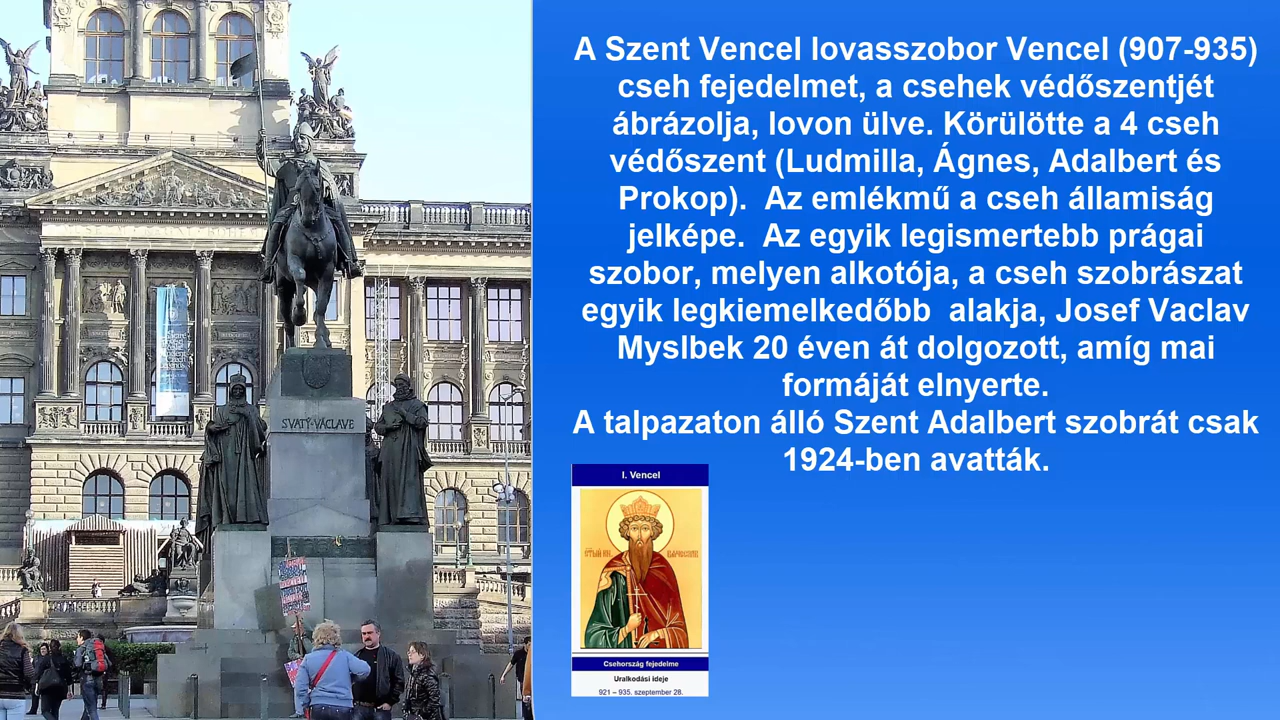 A Szent Vencel lovasszobor Vencel (907-935)
cseh fejedelmet, a csehek védőszentjét
ábrázolja, lovon ülve. Körülötte a 4 cseh
védőszent (Ludmilla, Ágnes, Adalbert és
Prokop).  Az emlékmű a cseh államiság
jelképe.  Az egyik legismertebb prágai
szobor, melyen alkotója, a cseh szobrászat
egyik legkiemelkedőbb  alakja, Josef Vaclav
Myslbek 20 éven át dolgozott, amíg mai
formáját elnyerte.
A talpazaton álló Szent Adalbert szobrát csak
1924-ben avatták.
SVATÝ VÁCLAVE
I. Vencel
Csehország fejedelme
Uralkodási ideje
921 – 935. szeptember 28.